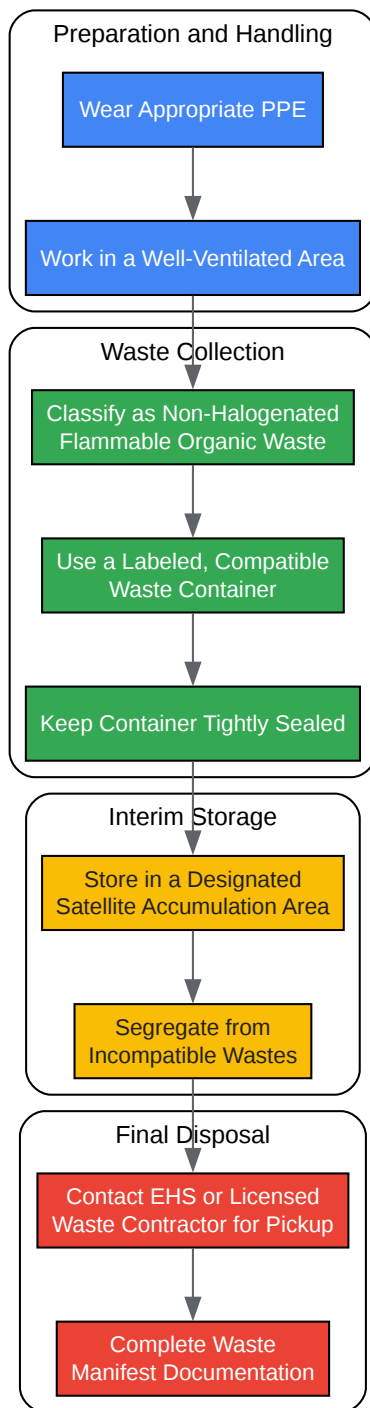 Preparation and Handling
Wear Appropriate PPE
Work in a Well-Ventilated Area
Waste Collection
Classify as Non-Halogenated
Flammable Organic Waste
Use a Labeled, Compatible
Waste Container
Keep Container Tightly Sealed
Interim Storage
Store in a Designated
Satellite Accumulation Area
Segregate from
Incompatible Wastes
Final Disposal
Contact EHS or Licensed
Waste Contractor for Pickup
Complete Waste
Manifest Documentation